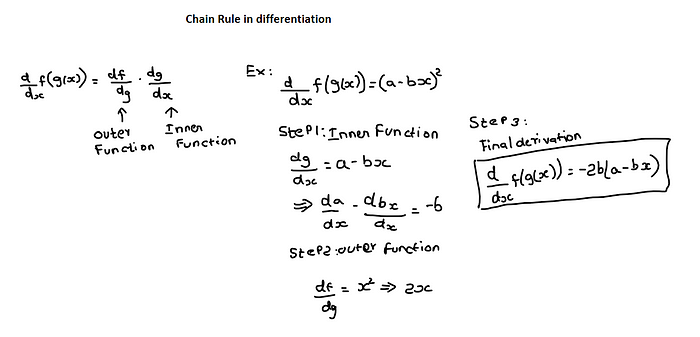 Chain Rule in differentiation
d/dx f(g(x)) = df/dg · dg/dx
↑ ↑
outer Function
Inner Function
Ex: d/dx f(g(x)) = (a-bx)²
Step1: Inner Function
dg/dx = a - bx
⇒ da/dx - dbx/dx = -b
Step2: outer function
df/dg = x² ⇒ 2x
Step3:
Final derivation
d/dx f(g(x)) = -2b(a-bx)